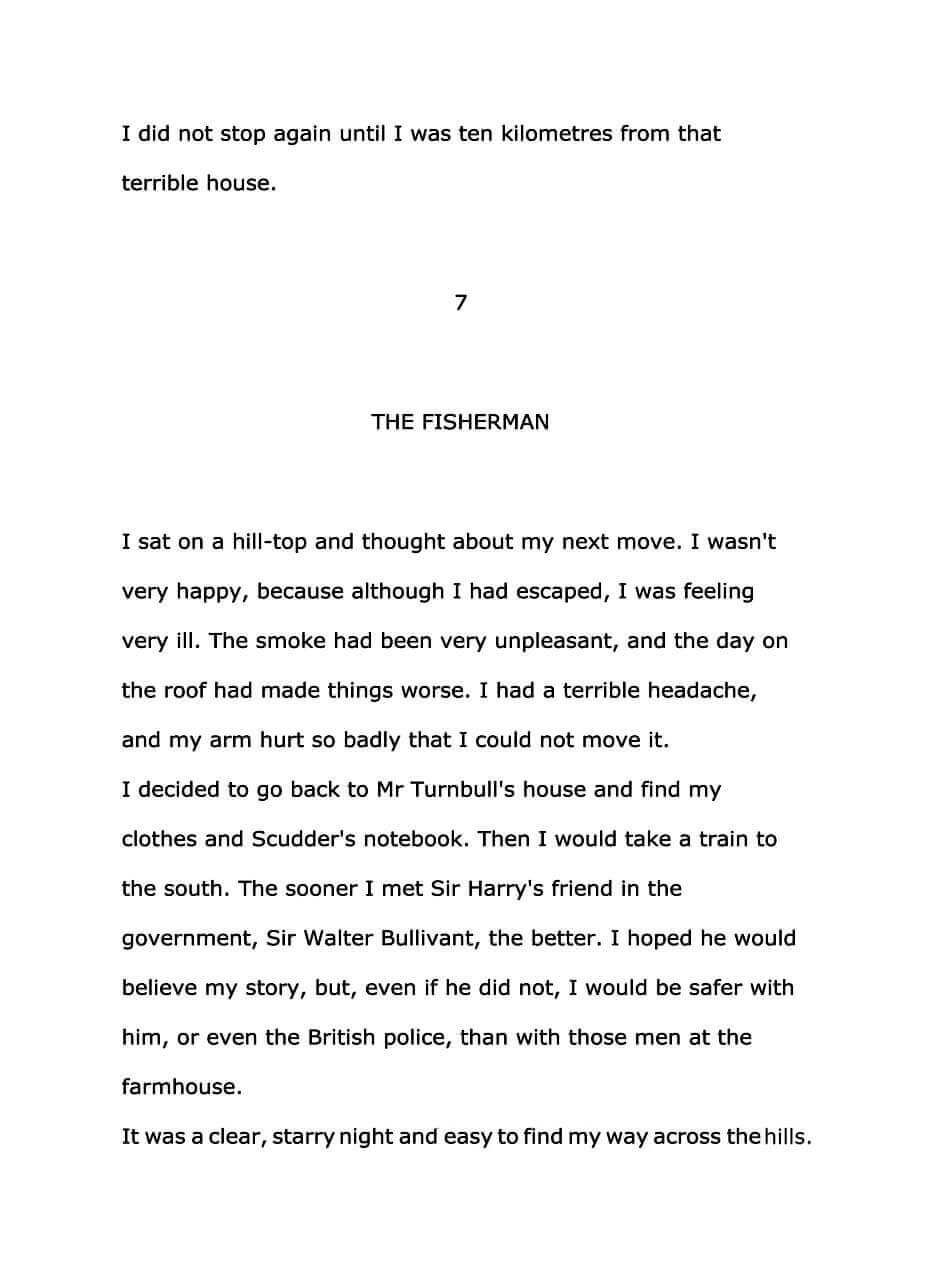 I did not stop again until I was ten kilometres from that
terrible house.
7
THE FISHERMAN
I sat on a hill-top and thought about my next move. I wasn't
very happy, because although I had escaped, I was feeling
very ill. The smoke had been very unpleasant, and the day on
the roof had made things worse. I had a terrible headache,
and my arm hurt so badly that I could not move it.
I decided to go back to Mr Turnbull's house and find my
clothes and Scudder's notebook. Then I would take a train to
the south. The sooner I met Sir Harry's friend in the
government, Sir Walter Bullivant, the better. I hoped he would
believe my story, but, even if he did not, I would be safer with
him, or even the British police, than with those men at the
farmhouse.
It was a clear, starry night and easy to find my way across the hills.